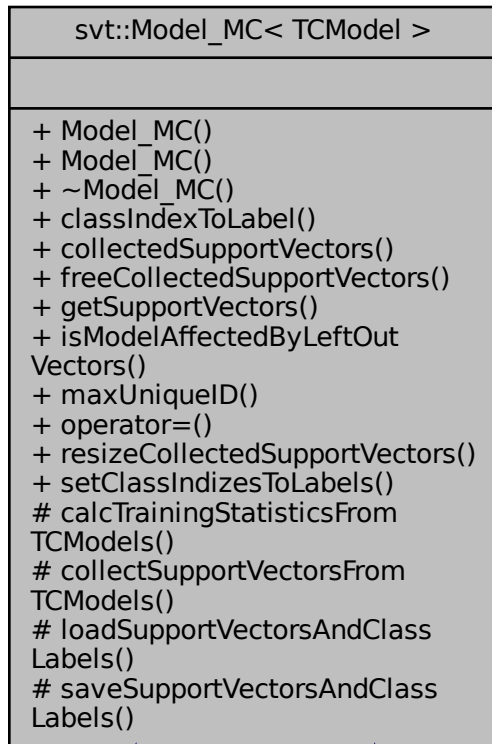 svt::Model_MC< TCModel >
+ Model_MC()
+ Model_MC()
+ ~Model_MC()
+ classIndexToLabel()
+ collectedSupportVectors()
+ freeCollectedSupportVectors()
+ getSupportVectors()
+ isModelAffectedByLeftOut
Vectors()
+ maxUniqueID()
+ operator=()
+ resizeCollectedSupportVectors()
+ setClassIndizesToLabels()
# calcTrainingStatisticsFrom
TCModels()
# collectSupportVectorsFrom
TCModels()
# loadSupportVectorsAndClass
Labels()
# saveSupportVectorsAndClass
Labels()